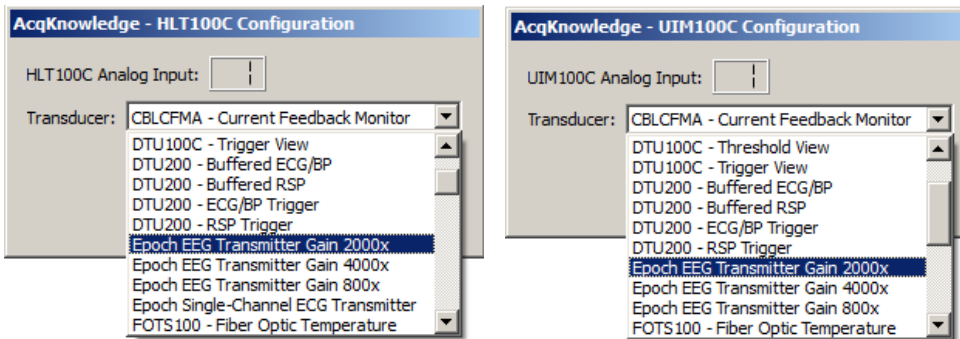 AcqKnowledge - HLT100C Configuration
HLT100C Analog Input: 1
Transducer: CBLCFMA - Current Feedback Monitor
DTU100C - Trigger View
DTU200 - Buffered ECG/BP
DTU200 - Buffered RSP
DTU200 - ECG/BP Trigger
DTU200 - RSP Trigger
Epoch EEG Transmitter Gain 2000x
Epoch EEG Transmitter Gain 4000x
Epoch EEG Transmitter Gain 800x
Epoch Single-Channel ECG Transmitter
FOTS100 - Fiber Optic Temperature
AcqKnowledge - UIM100C Configuration
UIM100C Analog Input: 1
Transducer: CBLCFMA - Current Feedback Monitor
DTU100C - Threshold View
DTU100C - Trigger View
DTU200 - Buffered ECG/BP
DTU200 - Buffered RSP
DTU200 - ECG/BP Trigger
DTU200 - RSP Trigger
Epoch EEG Transmitter Gain 2000x
Epoch EEG Transmitter Gain 4000x
Epoch EEG Transmitter Gain 800x
FOTS100 - Fiber Optic Temperature